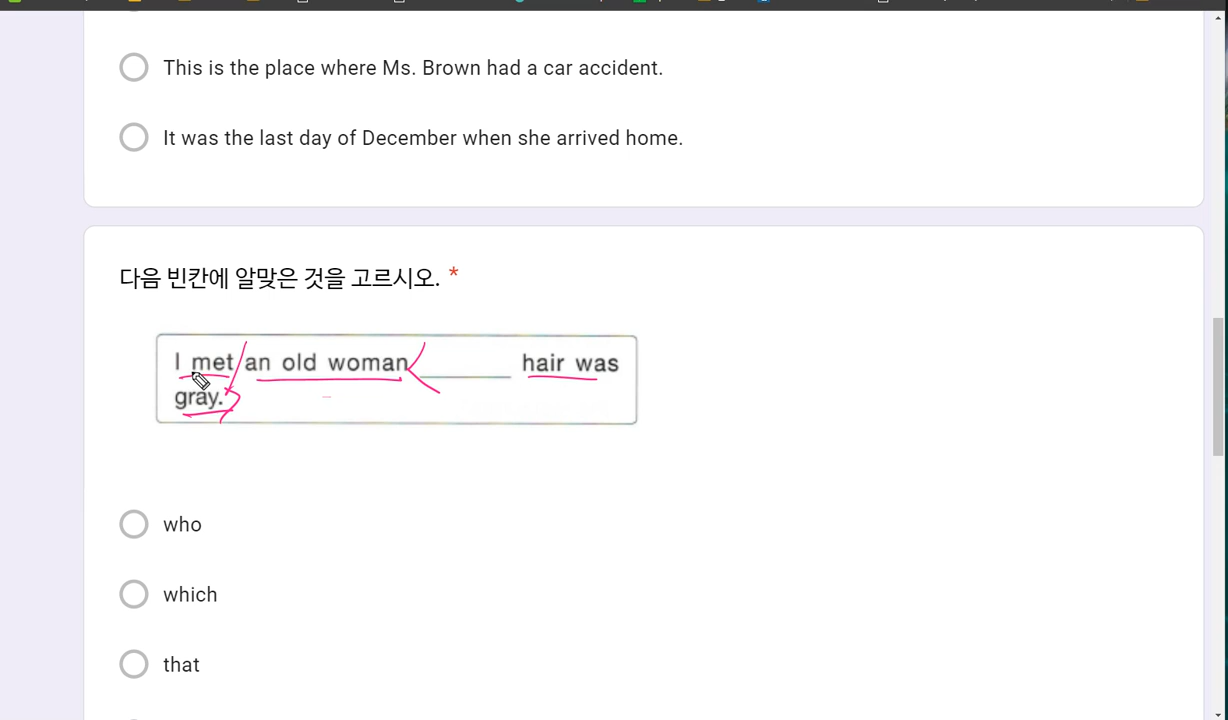 This is the place where Ms. Brown had a car accident.
It was the last day of December when she arrived home.
다음 빈칸에 알맞은 것을 고르시오. *
I met an old woman ________ hair was
gray.
who
which
that